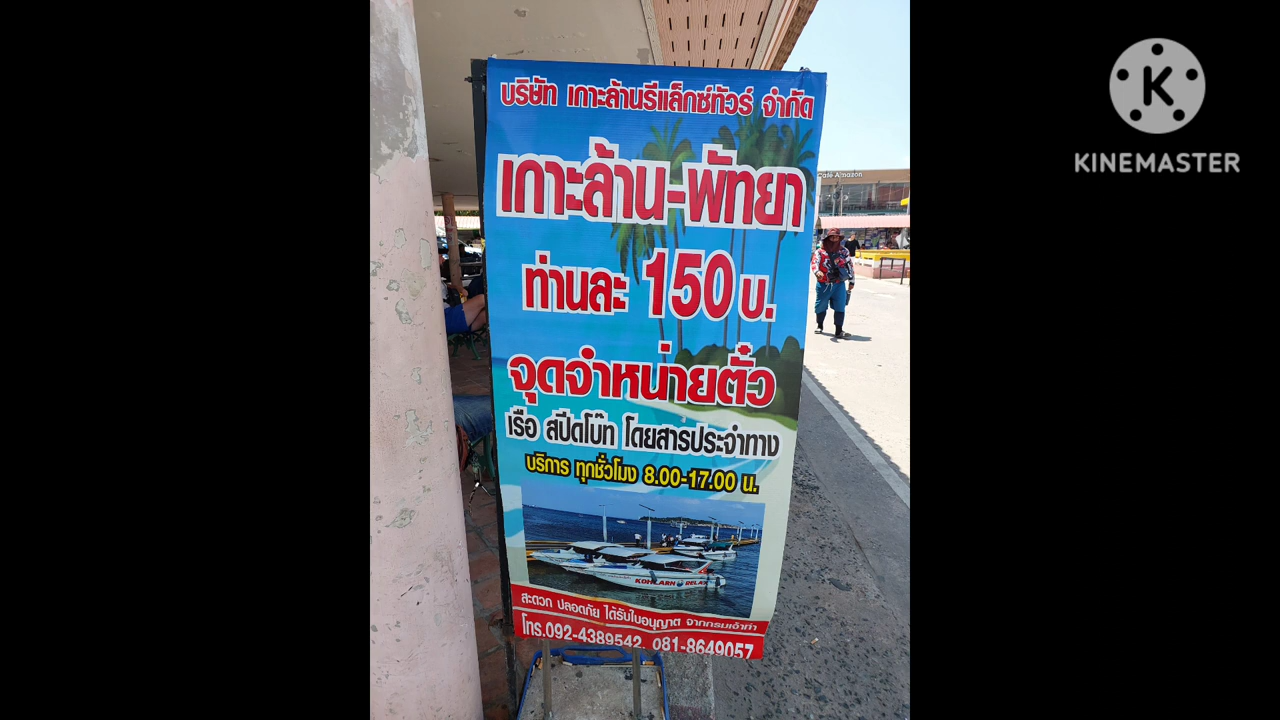 บริษัท เกาะล้านรีแล็กซ์ทัวร์ จำกัด
เกาะล้าน-พัทยา
ท่านละ 150 บ.
จุดจำหน่ายตั๋ว
เรือ สปีดโบ๊ท โดยสารประจำทาง
บริการ ทุกชั่วโมง 8.00-17.00 น.
KOH LARN RELAX
สะดวก ปลอดภัย ได้รับใบอนุญาต จากกรมเจ้าท่า
โทร.092-4389542, 081-8649057
Café Amazon
K
KINEMASTER